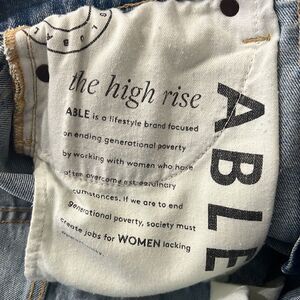 the high rise
ABLE is a lifestyle brand focused
on ending generational poverty
by working with women who have
often overcome extraordinary
circumstances. If we are to end
generational poverty, society must
create jobs for WOMEN lacking
ABLE